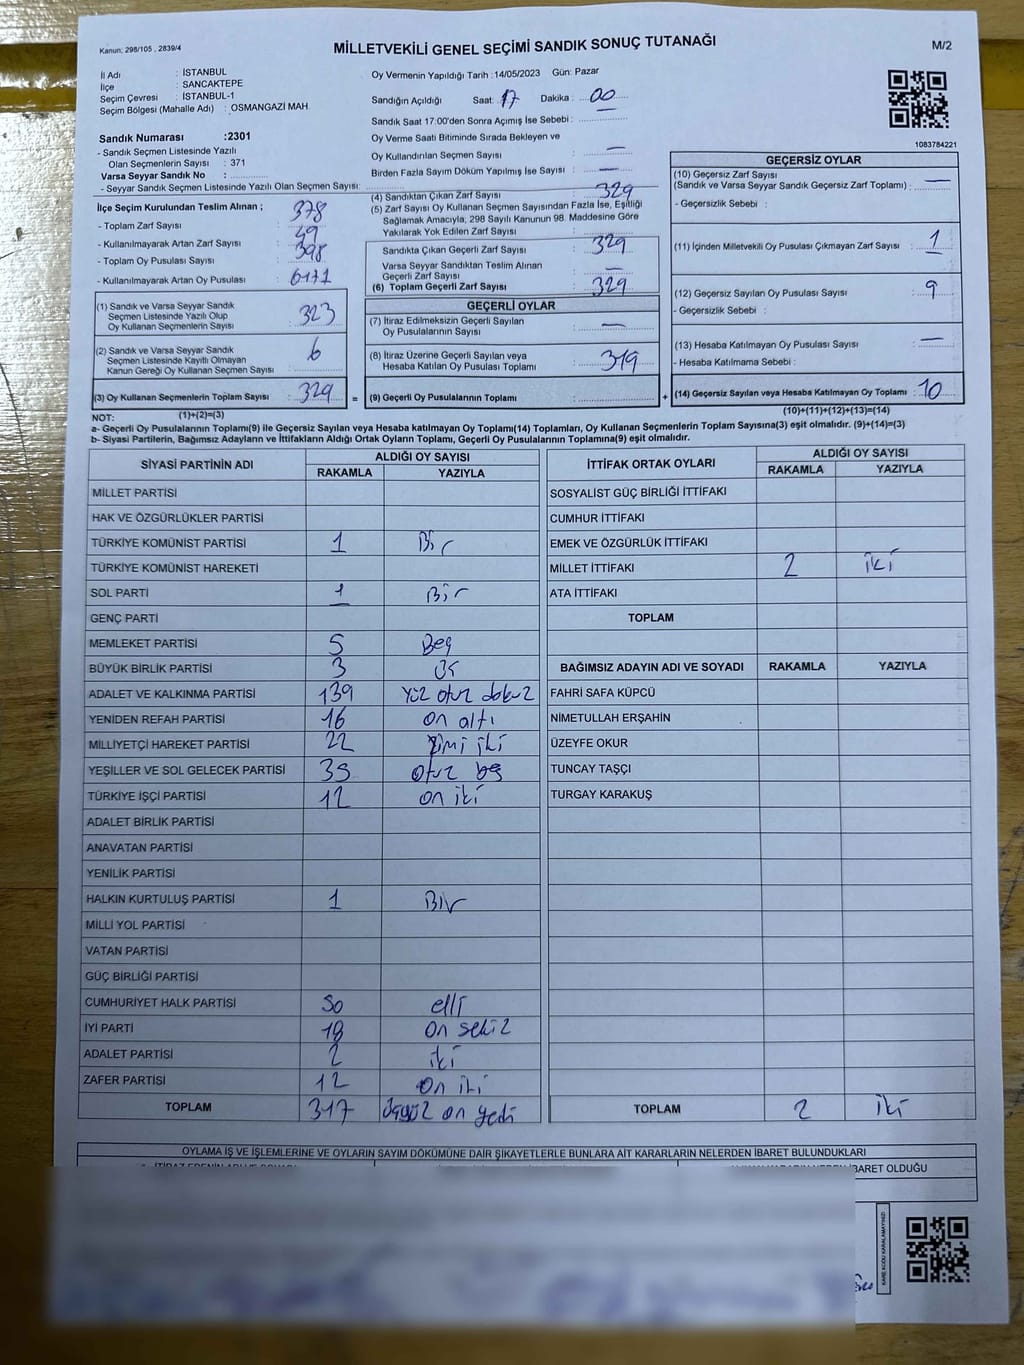 Kanun; 298/105 , 2839/4
MİLLETVEKİLİ GENEL SEÇİMİ SANDIK SONUÇ TUTANAĞI
M/2
İl Adı : İSTANBUL
İlçe : SANCAKTEPE
Seçim Çevresi : İSTANBUL-1
Seçim Bölgesi (Mahalle Adı) : OSMANGAZİ MAH.
Sandık Numarası :2301
- Sandık Seçmen Listesinde Yazılı
Olan Seçmenlerin Sayısı : 371
Varsa Seyyar Sandık No :
- Seyyar Sandık Seçmen Listesinde Yazılı Olan Seçmen Sayısı:
Oy Vermenin Yapıldığı Tarih :14/05/2023 Gün: Pazar
Sandığın Açıldığı Saat: 17 Dakika : 00
Sandık Saat 17:00'den Sonra Açımış İse Sebebi :
Oy Verme Saati Bitiminde Sırada Bekleyen ve
Oy Kullandırılan Seçmen Sayısı : —
Birden Fazla Sayım Döküm Yapılmış İse Sayısı : —
1083784221
İlçe Seçim Kurulundan Teslim Alınan ;
- Toplam Zarf Sayısı : 378
- Kullanılmayarak Artan Zarf Sayısı : 49
- Toplam Oy Pusulası Sayısı : 398
- Kullanılmayarak Artan Oy Pusulası :
(1) Sandık ve Varsa Seyyar Sandık
Seçmen Listesinde Yazılı Olup
Oy Kullanan Seçmenlerin Sayısı : 323
(2) Sandık ve Varsa Seyyar Sandık
Seçmen Listesinde Kayıtlı Olmayan
Kanun Gereği Oy Kullanan Seçmen Sayısı : 6
(3) Oy Kullanan Seçmenlerin Toplam Sayısı : 329 =
(1)+(2)=(3)
(4) Sandıktan Çıkan Zarf Sayısı : 329
(5) Zarf Sayısı Oy Kullanan Seçmen Sayısından Fazla İse, Eşitliği
Sağlamak Amacıyla, 298 Sayılı Kanunun 98. Maddesine Göre
Yakılarak Yok Edilen Zarf Sayısı :
Sandıkta Çıkan Geçerli Zarf Sayısı : 329
Varsa Seyyar Sandıktan Teslim Alınan
Geçerli Zarf Sayısı : —
(6) Toplam Geçerli Zarf Sayısı : 329
GEÇERLİ OYLAR
(7) İtiraz Edilmeksizin Geçerli Sayılan
Oy Pusulalarının Sayısı : —
(8) İtiraz Üzerine Geçerli Sayılan veya
Hesaba Katılan Oy Pusulası Toplamı : 319
(9) Geçerli Oy Pusulalarının Toplamı : +
GEÇERSİZ OYLAR
(10) Geçersiz Zarf Sayısı
(Sandık ve Varsa Seyyar Sandık Geçersiz Zarf Toplamı) : —
- Geçersizlik Sebebi :
(11) İçinden Milletvekili Oy Pusulası Çıkmayan Zarf Sayısı : 1
(12) Geçersiz Sayılan Oy Pusulası Sayısı : 9
- Geçersizlik Sebebi :
(13) Hesaba Katılmayan Oy Pusulası Sayısı : —
- Hesaba Katılmama Sebebi :
(14) Geçersiz Sayılan veya Hesaba Katılmayan Oy Toplamı : 10
(10)+(11)+(12)+(13)=(14)
NOT:
a- Geçerli Oy Pusulalarının Toplamı(9) ile Geçersiz Sayılan veya Hesaba katılmayan Oy Toplamı(14) Toplamları, Oy Kullanan Seçmenlerin Toplam Sayısına(3) eşit olmalıdır. (9)+(14)=(3)
b- Siyasi Partilerin, Bağımsız Adayların ve İttifakların Aldığı Ortak Oyların Toplamı, Geçerli Oy Pusulalarının Toplamına(9) eşit olmalıdır.
SİYASİ PARTİNİN ADI ALDIĞI OY SAYISI
RAKAMLA YAZIYLA
MİLLET PARTİSİ
HAK VE ÖZGÜRLÜKLER PARTİSİ
TÜRKİYE KOMÜNİST PARTİSİ 1 Bir
TÜRKİYE KOMÜNİST HAREKETİ
SOL PARTİ 1 Bir
GENÇ PARTİ
MEMLEKET PARTİSİ 5 Beş
BÜYÜK BİRLİK PARTİSİ 3 Üç
ADALET VE KALKINMA PARTİSİ 139 Yüz otuz dokuz
YENİDEN REFAH PARTİSİ 16 on altı
MİLLİYETÇİ HAREKET PARTİSİ 22 iki
YEŞİLLER VE SOL GELECEK PARTİSİ 35 otuz beş
TÜRKİYE İŞÇİ PARTİSİ 12 on iki
ADALET BİRLİK PARTİSİ
ANAVATAN PARTİSİ
YENİLİK PARTİSİ
HALKIN KURTULUŞ PARTİSİ 1 Bir
MİLLİ YOL PARTİSİ
VATAN PARTİSİ
GÜÇ BİRLİĞİ PARTİSİ
CUMHURİYET HALK PARTİSİ 50 elli
İYİ PARTİ 18 on sekiz
ADALET PARTİSİ 2 iki
ZAFER PARTİSİ 12 on iki
TOPLAM 317 üçyüz on yedi
İTTİFAK ORTAK OYLARI ALDIĞI OY SAYISI
RAKAMLA YAZIYLA
SOSYALİST GÜÇ BİRLİĞİ İTTİFAKI
CUMHUR İTTİFAKI
EMEK VE ÖZGÜRLÜK İTTİFAKI
MİLLET İTTİFAKI 2 iki
ATA İTTİFAKI
TOPLAM
BAĞIMSIZ ADAYIN ADI VE SOYADI RAKAMLA YAZIYLA
FAHRİ SAFA KÜPCÜ
NİMETULLAH ERŞAHİN
ÜZEYFE OKUR
TUNCAY TAŞÇI
TURGAY KARAKUŞ
TOPLAM 2 iki
OYLAMA İŞ VE İŞLEMLERİNE VE OYLARIN SAYIM DÖKÜMÜNE DAİR ŞİKAYETLERLE BUNLARA AİT KARARLARIN NELERDEN İBARET BULUNDUKLARI
İBARET OLDUĞU
KARE KODU KARALAMAYINIZ!